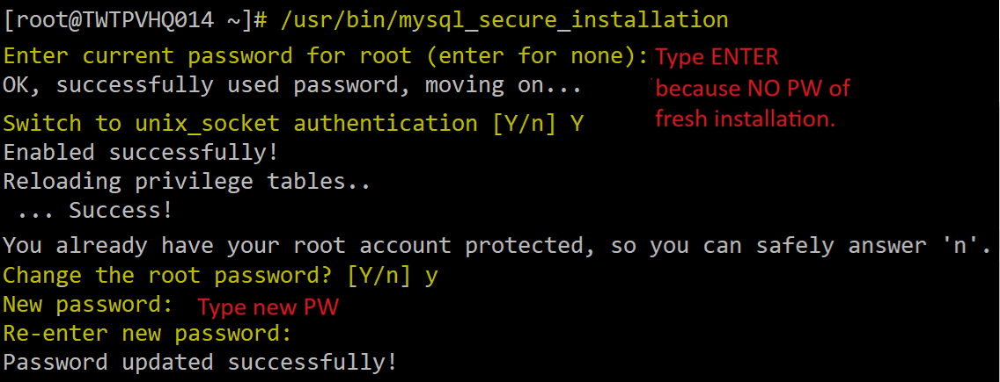 [root@TWTPVHQ014 ~]# /usr/bin/mysql_secure_installation
Enter current password for root (enter for none): Type ENTER
OK, successfully used password, moving on... because NO PW of
fresh installation.
Switch to unix_socket authentication [Y/n] Y
Enabled successfully!
Reloading privilege tables..
... Success!
You already have your root account protected, so you can safely answer 'n'.
Change the root password? [Y/n] y
New password: Type new PW
Re-enter new password:
Password updated successfully!